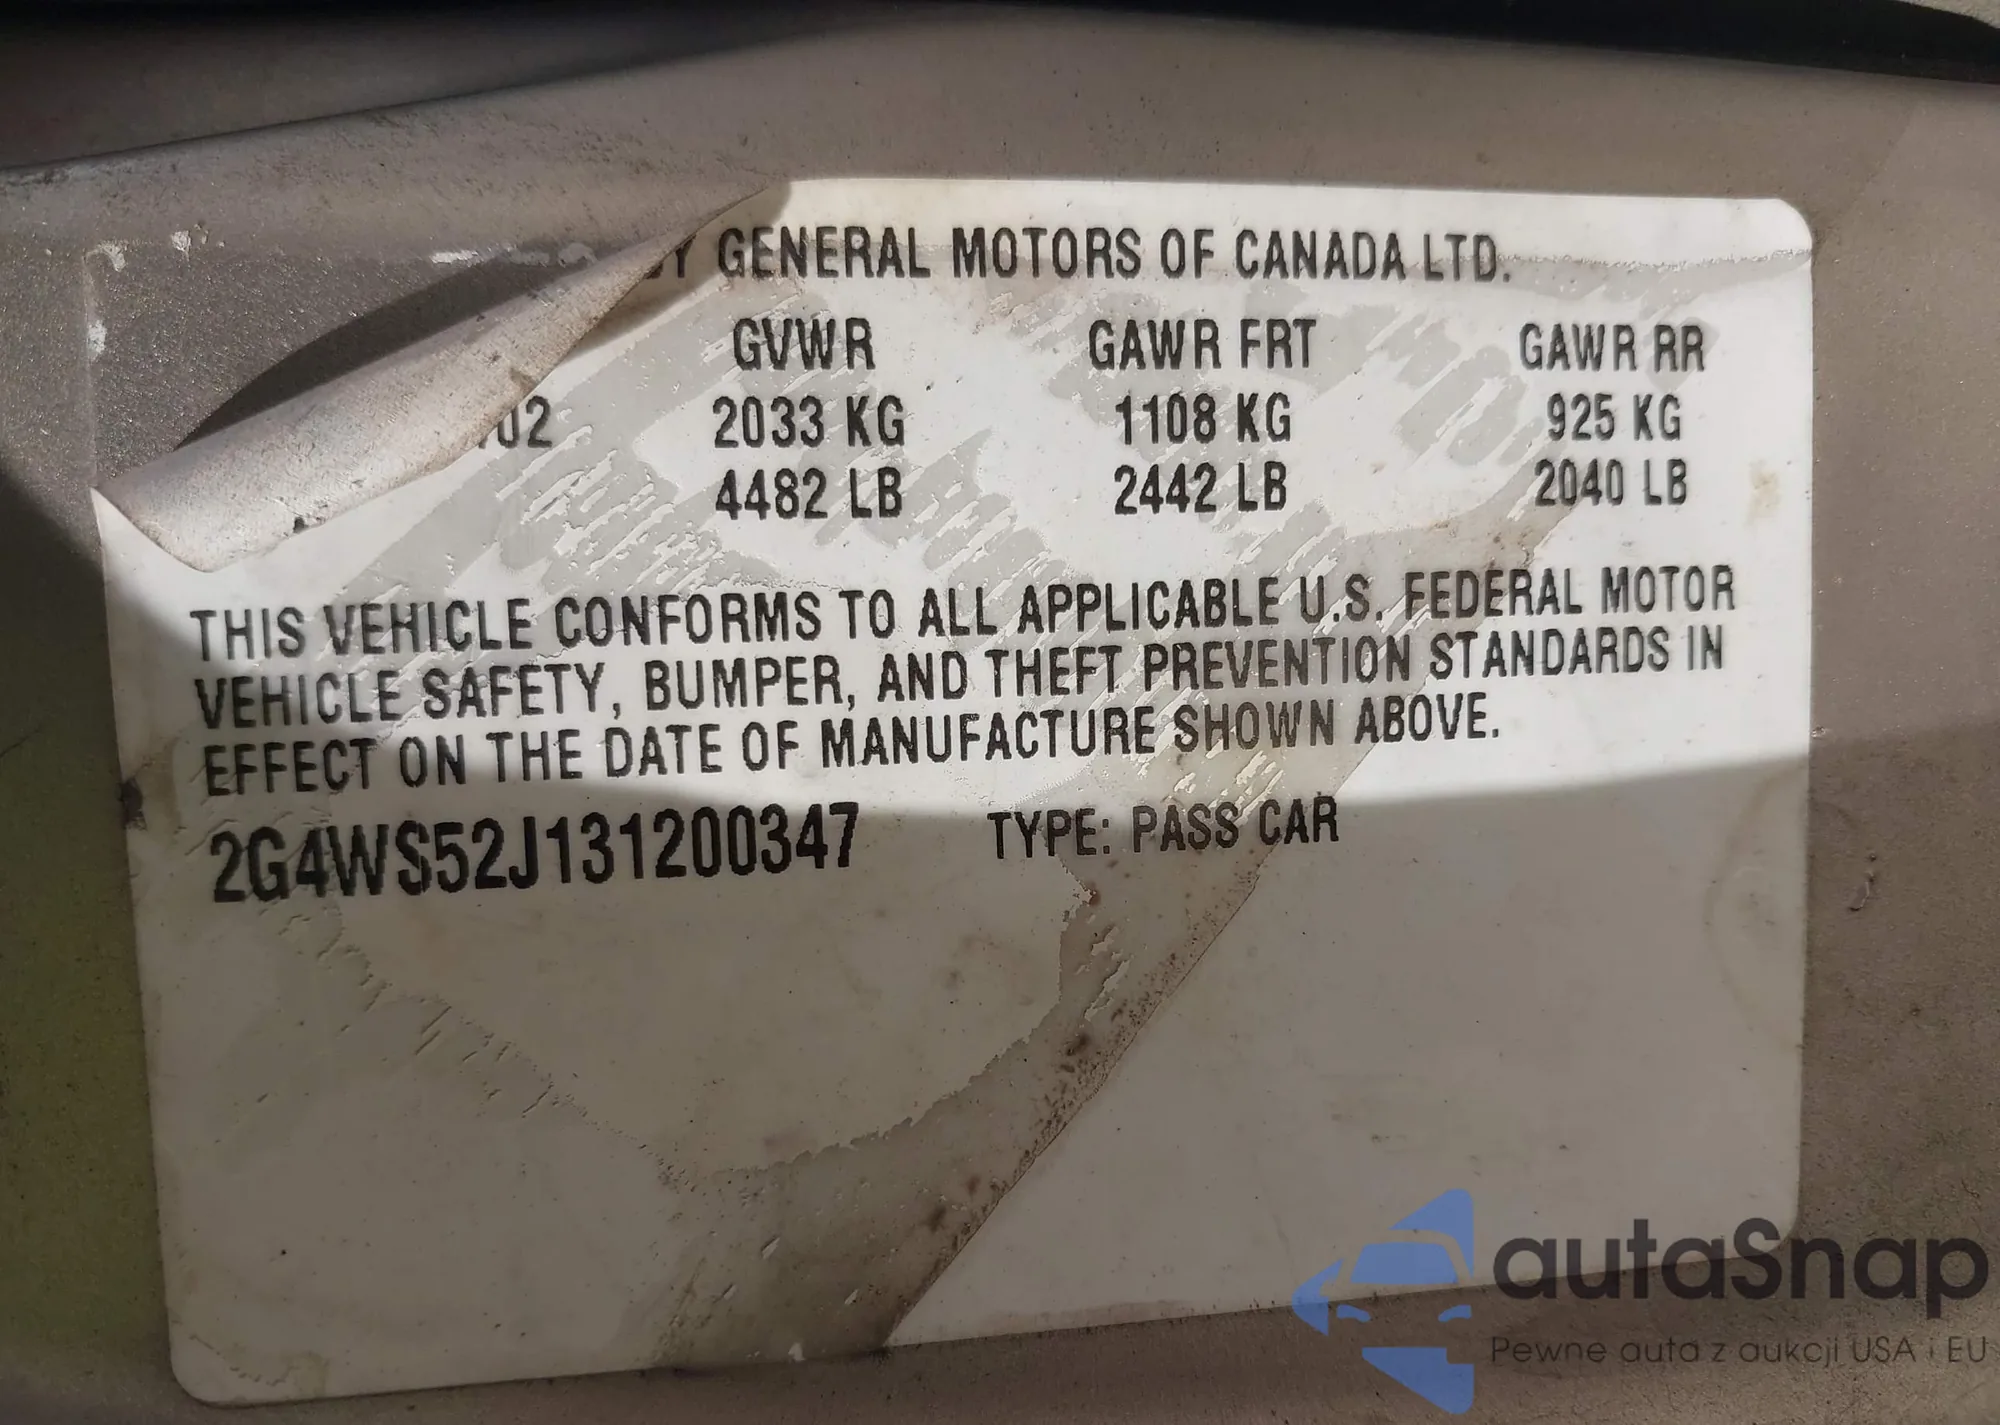 BY GENERAL MOTORS OF CANADA LTD.
GVWR GAWR FRT GAWR RR
/02 2033 KG 1108 KG 925 KG
4482 LB 2442 LB 2040 LB
THIS VEHICLE CONFORMS TO ALL APPLICABLE U.S. FEDERAL MOTOR
VEHICLE SAFETY, BUMPER, AND THEFT PREVENTION STANDARDS IN
EFFECT ON THE DATE OF MANUFACTURE SHOWN ABOVE.
2G4WS52J131200347 TYPE: PASS CAR
autaSnap
Pewne auta z aukcji USA i EU